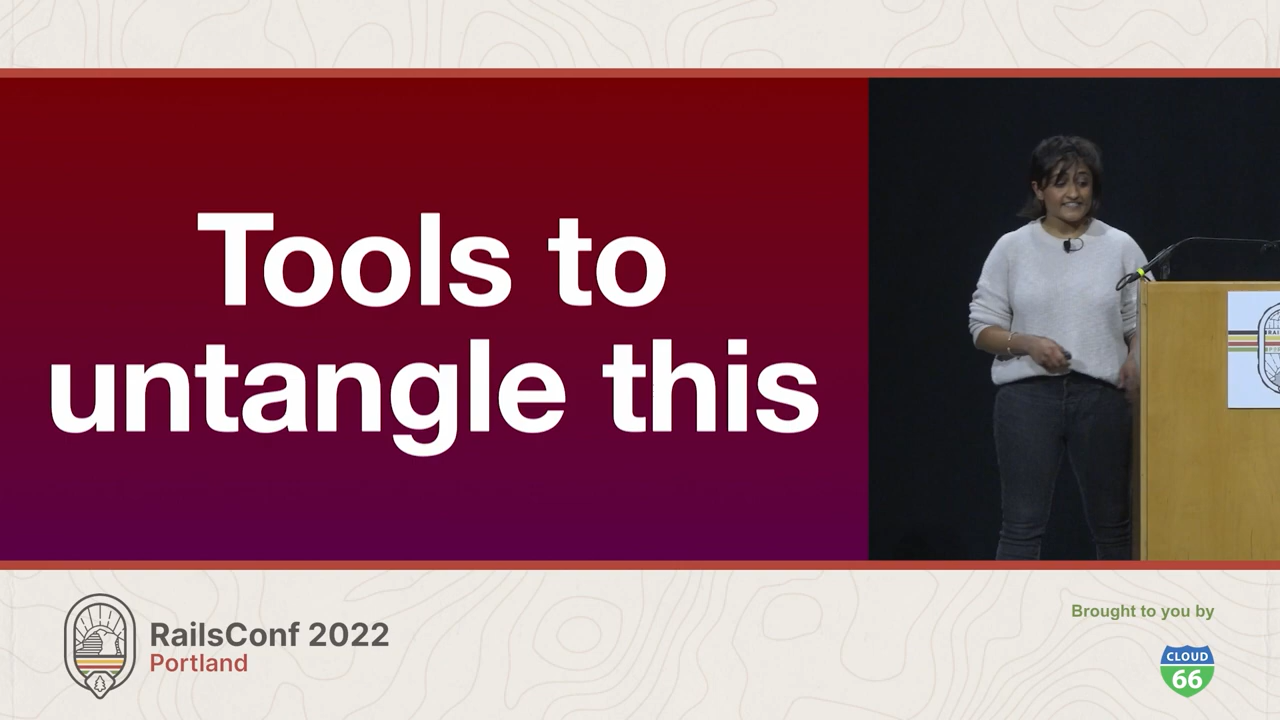 Tools to
untangle this
RailsConf 2022
Portland
Brought to you by
CLOUD
66